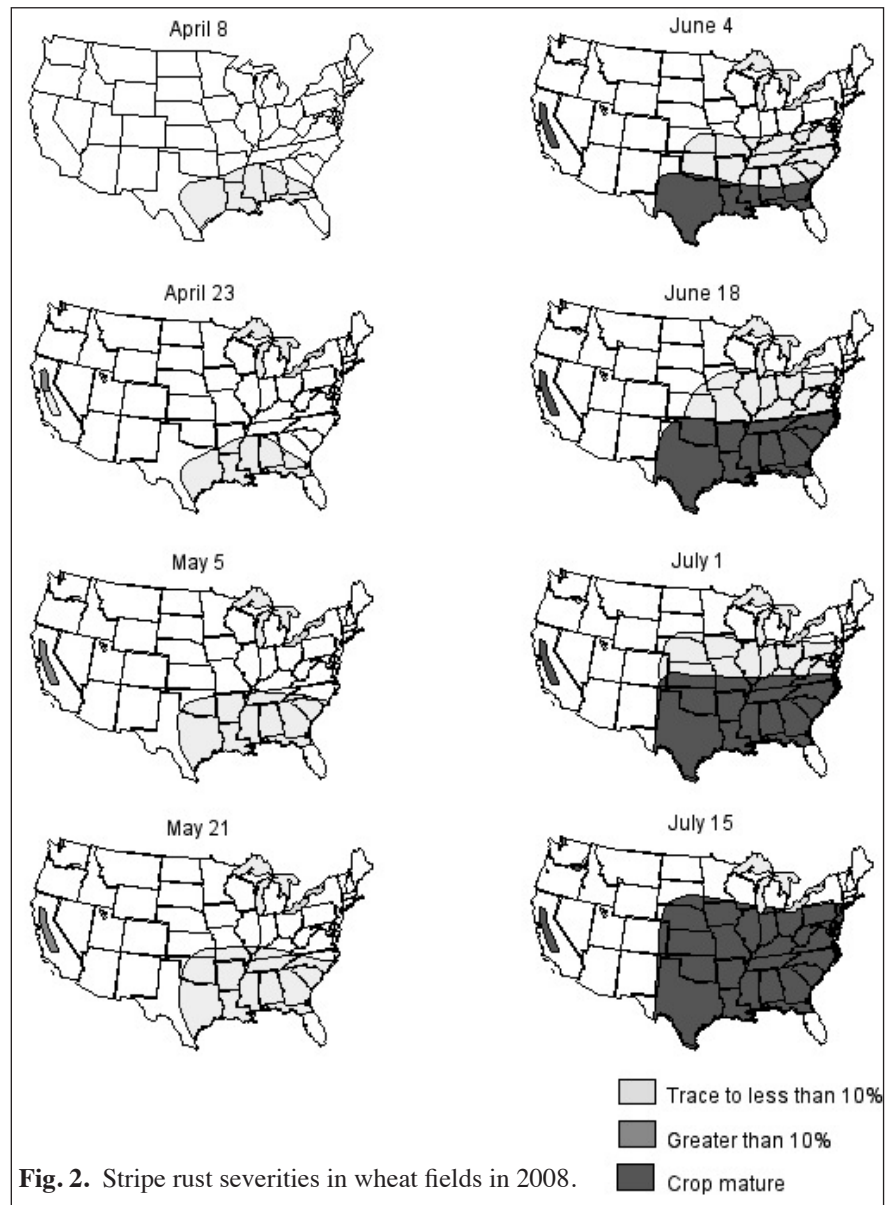 April 8
June 4
April 23
June 18
May 5
July 1
May 21
July 15
Trace to less than 10%
Greater than 10%
Crop mature
Fig. 2. Stripe rust severities in wheat fields in 2008.